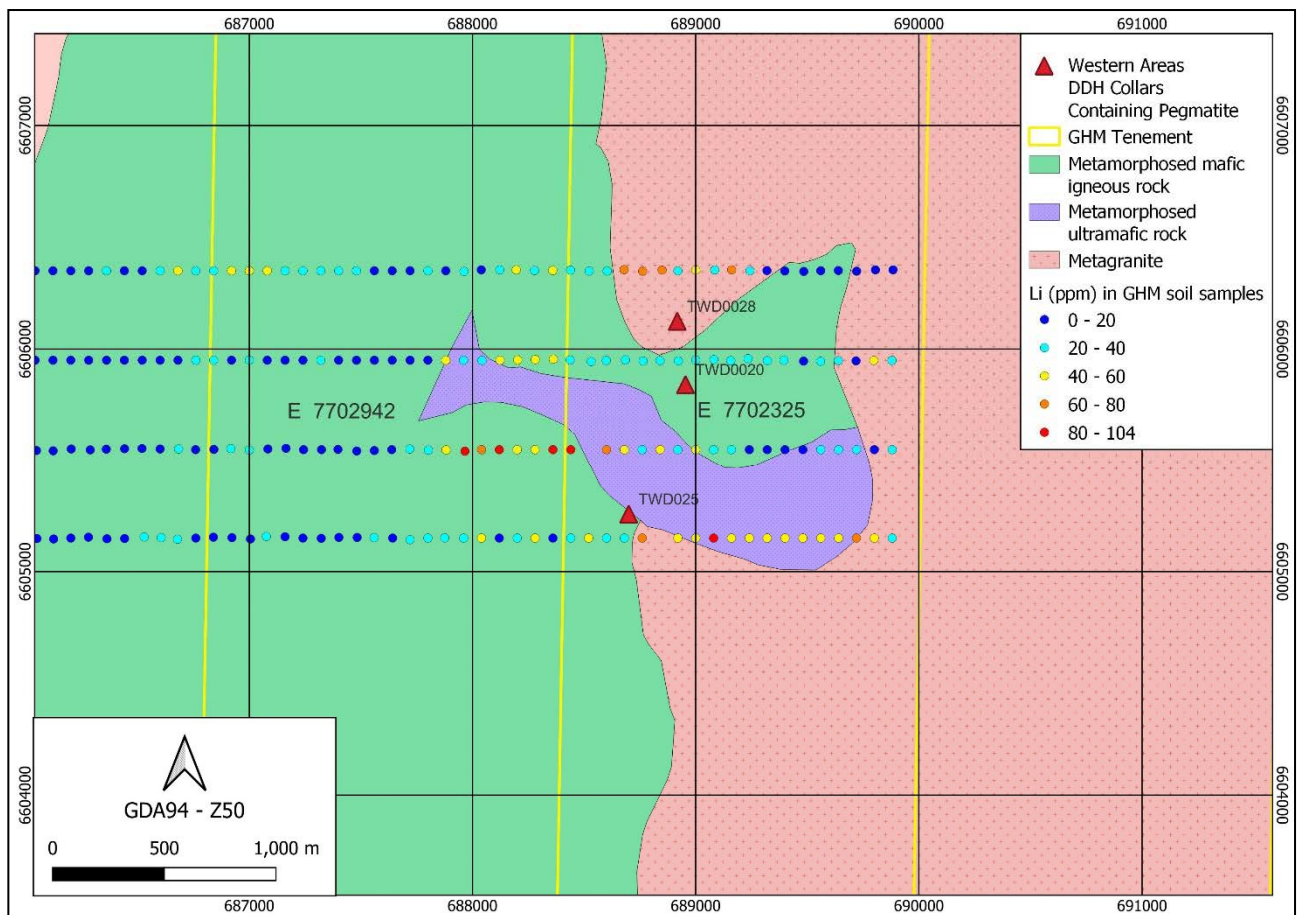 687000 688000 689000 690000 691000
6607000
6606000
6605000
6604000
Western Areas
DDH Collars
Containing Pegmatite
GHM Tenement
Metamorphosed mafic
igneous rock
Metamorphosed
ultramafic rock
Metagranite
Li (ppm) in GHM soil samples
0 - 20
20 - 40
40 - 60
60 - 80
80 - 104
6607000
6606000
6605000
6604000
TWD0028
TWD0020
E 7702942
E 7702325
TWD025
GDA94 - Z50
0 500 1,000 m
687000 688000 689000 690000 691000